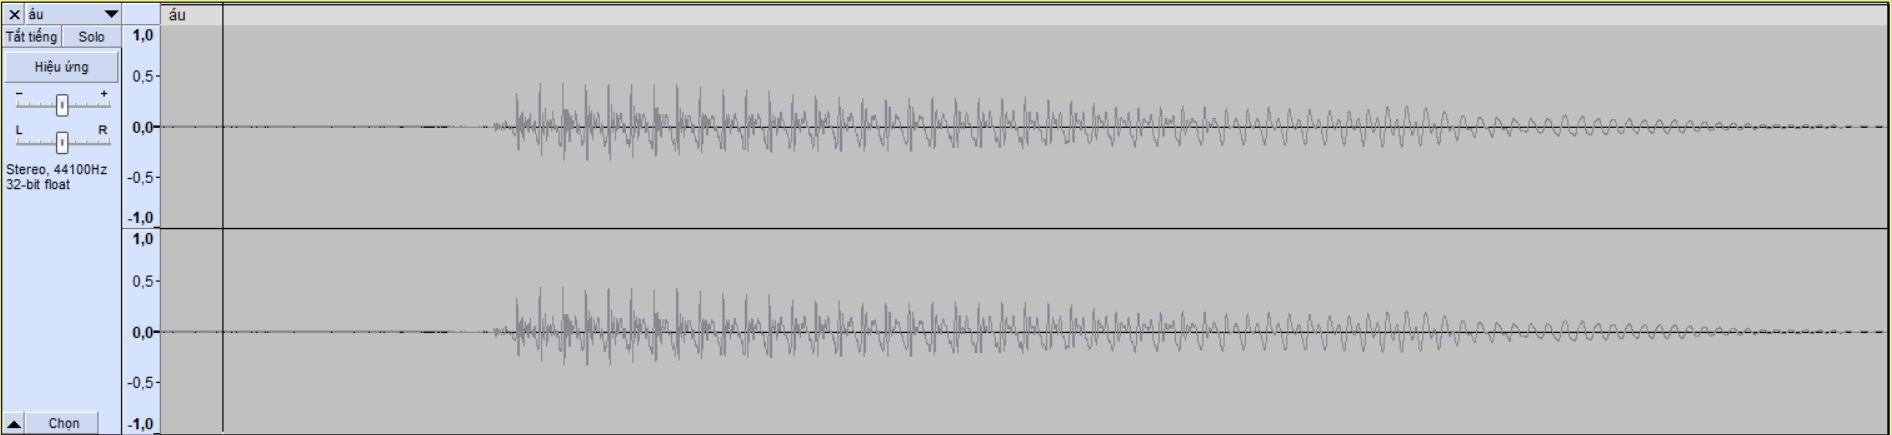 áu
áu
Tắt tiếng Solo
Hiệu ứng
- +
L R
Stereo, 44100Hz
32-bit float
Chọn
1,0
0,5
0,0
-0,5
-1,0
1,0
0,5
0,0
-0,5
-1,0